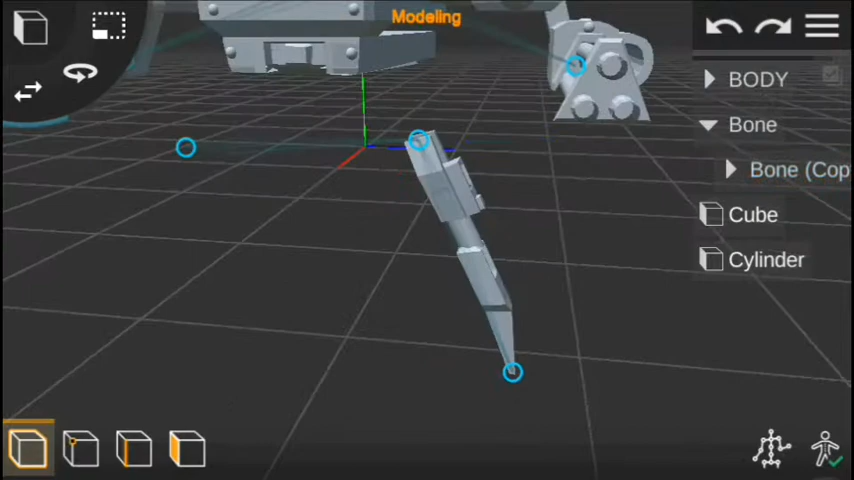 Modeling
BODY
Bone
Bone (Cop
Cube
Cylinder